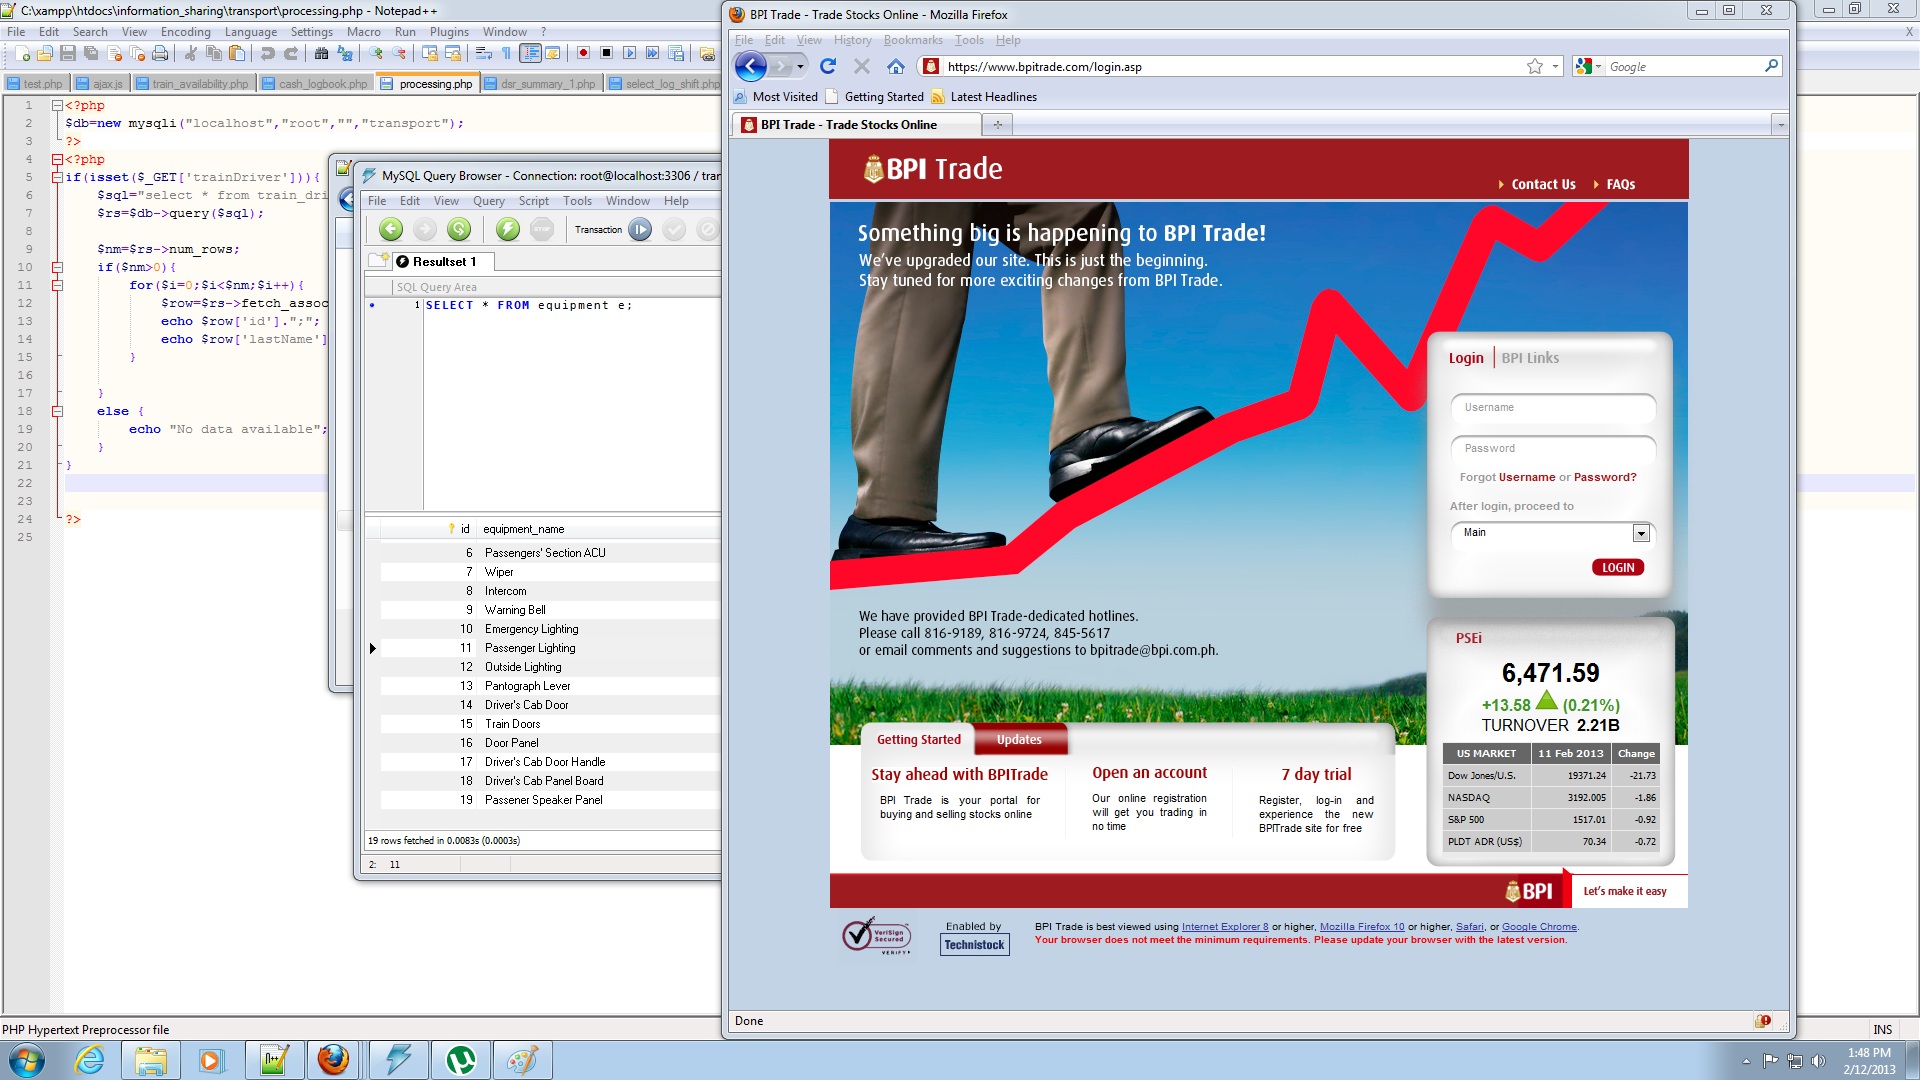 C:\xampp\htdocs\information_sharing\transport\processing.php - Notepad++
File Edit Search View Encoding Language Settings Macro Run Plugins Window ?
X
test.php ajax.js train_availability.php cash_logbook.php processing.php dsr_summary_1.php select_log_shift.php
1 <?php
2 $db=new mysqli("localhost","root","","transport");
3 ?>
4 <?php
5 if(isset($_GET['trainDriver'])){
6 $sql="select * from train_dri
7 $rs=$db->query($sql);
8
9 $nm=$rs->num_rows;
10 if($nm>0){
11 for($i=0;$i<$nm;$i++){
12 $row=$rs->fetch_assoc
13 echo $row['id'].";";
14 echo $row['lastName']
15 }
16
17 }
18 else {
19 echo "No data available";
20 }
21 }
22
23
24 ?>
25
PHP Hypertext Preprocessor file
INS
MySQL Query Browser - Connection: root@localhost:3306 / tran
File Edit View Query Script Tools Window Help
Transaction
Resultset 1
SQL Query Area
1 SELECT * FROM equipment e;
id equipment_name
6 Passengers' Section ACU
7 Wiper
8 Intercom
9 Warning Bell
10 Emergency Lighting
11 Passenger Lighting
12 Outside Lighting
13 Pantograph Lever
14 Driver's Cab Door
15 Train Doors
16 Door Panel
17 Driver's Cab Door Handle
18 Driver's Cab Panel Board
19 Passener Speaker Panel
19 rows fetched in 0.0083s (0.0003s)
2: 11
BPI Trade - Trade Stocks Online - Mozilla Firefox
File Edit View History Bookmarks Tools Help
https://www.bpitrade.com/login.asp
Google
Most Visited Getting Started Latest Headlines
BPI Trade - Trade Stocks Online
BPI Trade
Contact Us FAQs
Something big is happening to BPI Trade!
We've upgraded our site. This is just the beginning.
Stay tuned for more exciting changes from BPI Trade.
Login BPI Links
Username
Password
Forgot Username or Password?
After login, proceed to
Main
LOGIN
We have provided BPI Trade-dedicated hotlines.
Please call 816-9189, 816-9724, 845-5617
or email comments and suggestions to bpitrade@bpi.com.ph.
PSEi
6,471.59
+13.58 (0.21%)
TURNOVER 2.21B
US MARKET 11 Feb 2013 Change
Dow Jones/U.S. 19371.24 -21.73
NASDAQ 3192.005 -1.86
S&P 500 1517.01 -0.92
PLDT ADR (US$) 70.34 -0.72
Getting Started Updates
Stay ahead with BPITrade
BPI Trade is your portal for
buying and selling stocks online
Open an account
Our online registration
will get you trading in
no time
7 day trial
Register, log-in and
experience the new
BPITrade site for free
BPI
Let's make it easy
VeriSign
Secured
VERIFY
Enabled by
Technistock
BPI Trade is best viewed using Internet Explorer 8 or higher, Mozilla Firefox 10 or higher, Safari, or Google Chrome.
Your browser does not meet the minimum requirements. Please update your browser with the latest version.
Done
1:48 PM
2/12/2013